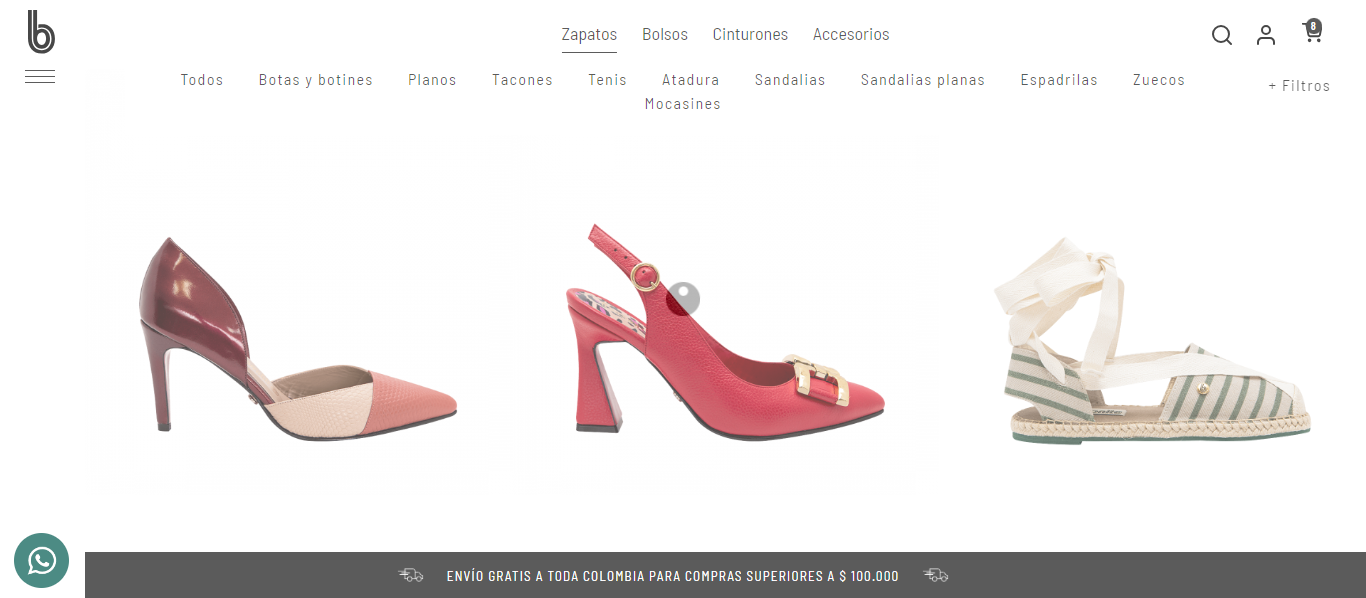 b
Zapatos Bolsos Cinturones Accesorios
8
Todos Botas y botines Planos Tacones Tenis Atadura Sandalias Sandalias planas Espadrilas Zuecos
Mocasines
+ Filtros
ENVÍO GRATIS A TODA COLOMBIA PARA COMPRAS SUPERIORES A $ 100.000